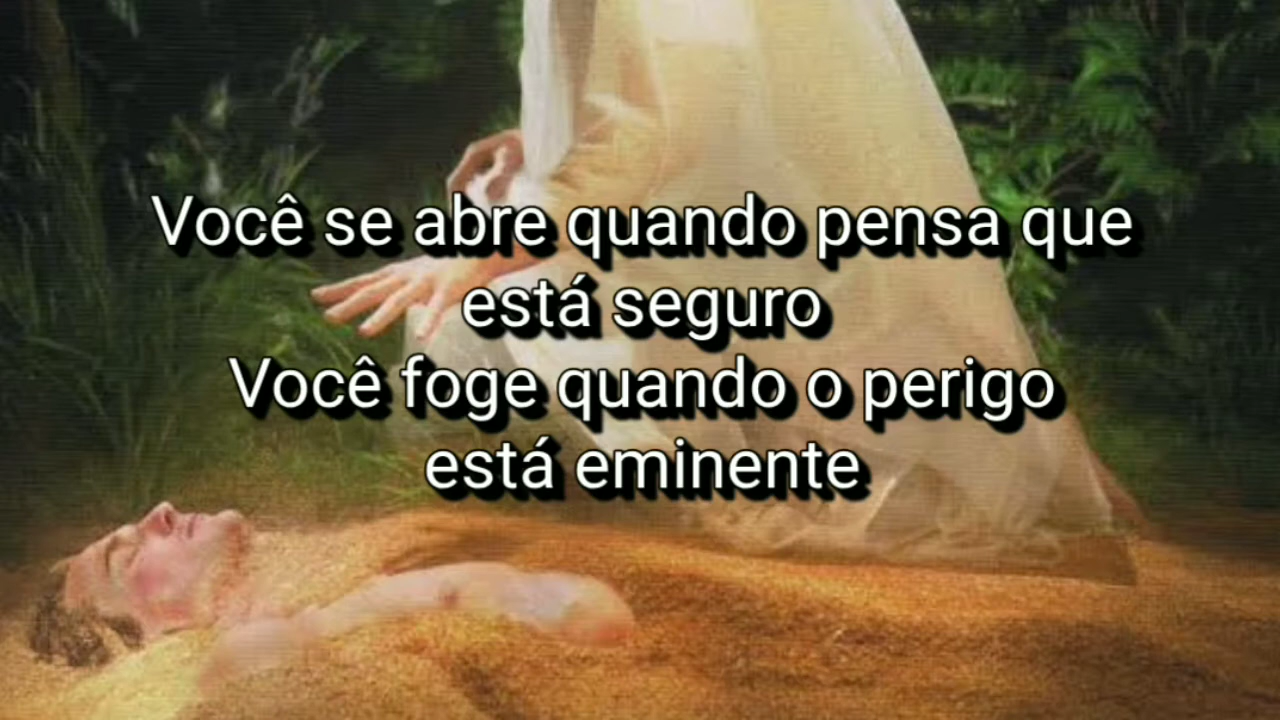 Você se abre quando pensa que
está seguro
Você foge quando o perigo
está eminente